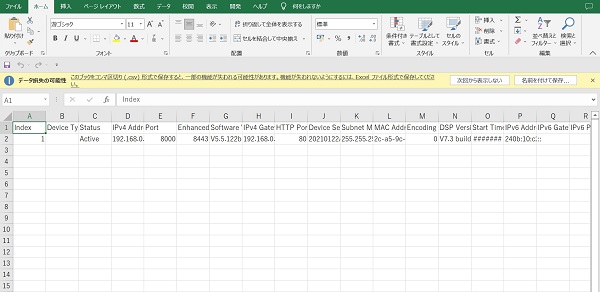 ファイル ホーム 挿入 ページ レイアウト 数式 データ 校閲 表示 開発 ヘルプ 何をしますか
貼り付け
クリップボード
游ゴシック 11
B I U
フォント
折り返して全体を表示する
セルを結合して中央揃え
配置
標準
数値
条件付き書式 テーブルとして書式設定 セルのスタイル
スタイル
挿入
削除
書式
セル
並べ替えとフィルター 検索と選択
編集
データ損失の可能性 このブックをコンマ区切り (.csv) 形式で保存すると、一部の機能が失われる可能性があります。機能が失われないようにするには、Excel ファイル形式で保存してください。
次回から表示しない 名前を付けて保存...
A1 fx Index
A B C D E F G H I J K L M N O P Q R
1 Index Device Ty Status IPv4 Addr Port Enhanced Software IPv4 Gate HTTP Por Device Se Subnet M MAC Addr Encoding DSP Versi Start Time IPv6 Addr IPv6 Gate IPv6 P
2 1 Active 192.168.0. 8000 8443 V5.5.122b 192.168.0. 80 20210122 255.255.25 2c-a5-9c- 0 V7.3 build ####### 240b:10:c ::
3
4
5
6
7
8
9
10
11
12
13
14
15